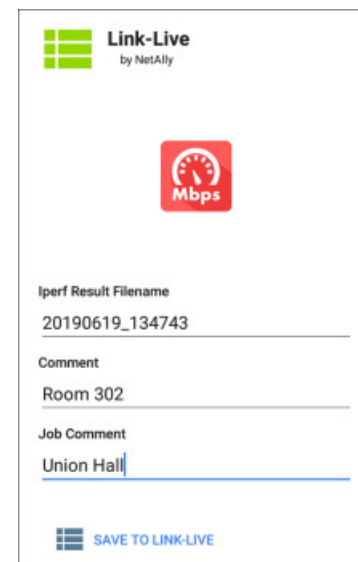 Link-Live
by NetAlly
Mbps
Iperf Result Filename
20190619_134743
Comment
Room 302
Job Comment
Union Hall
SAVE TO LINK-LIVE